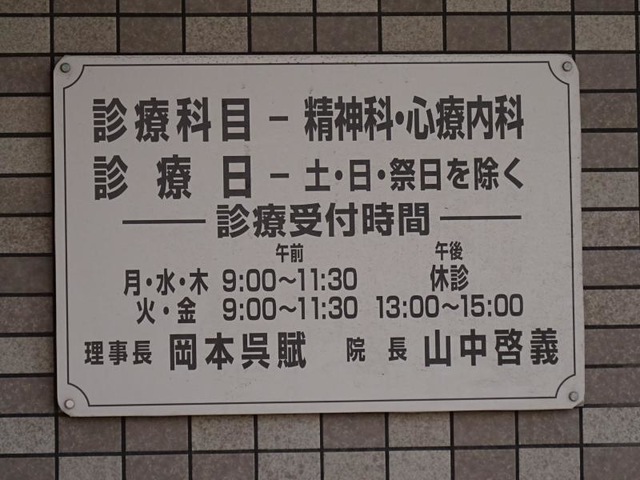 診療科目 － 精神科・心療内科
診療日 － 土・日・祭日を除く
診療受付時間
午前 午後
月・水・木 9:00～11:30 休診
火・金 9:00～11:30 13:00～15:00
理事長 岡本呉賦 院長 山中啓義